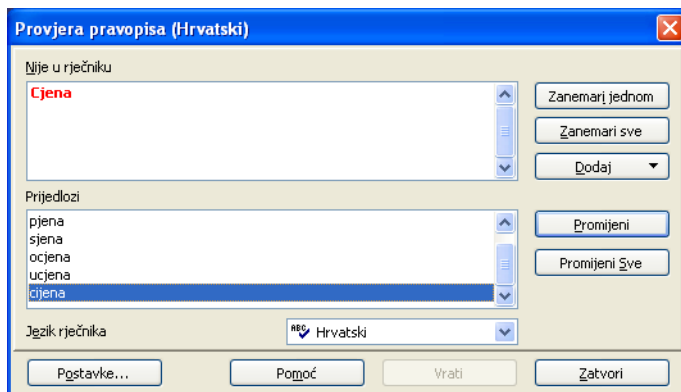 Provjera pravopisa (Hrvatski)
Nije u rječniku
Cjena
Zanemari jednom
Zanemari sve
Dodaj
Prijedlozi
pjena
sjena
ocjena
ucjena
cijena
Promijeni
Promijeni Sve
Jezik rječnika
ABC Hrvatski
Postavke... Pomoć Vrati Zatvori